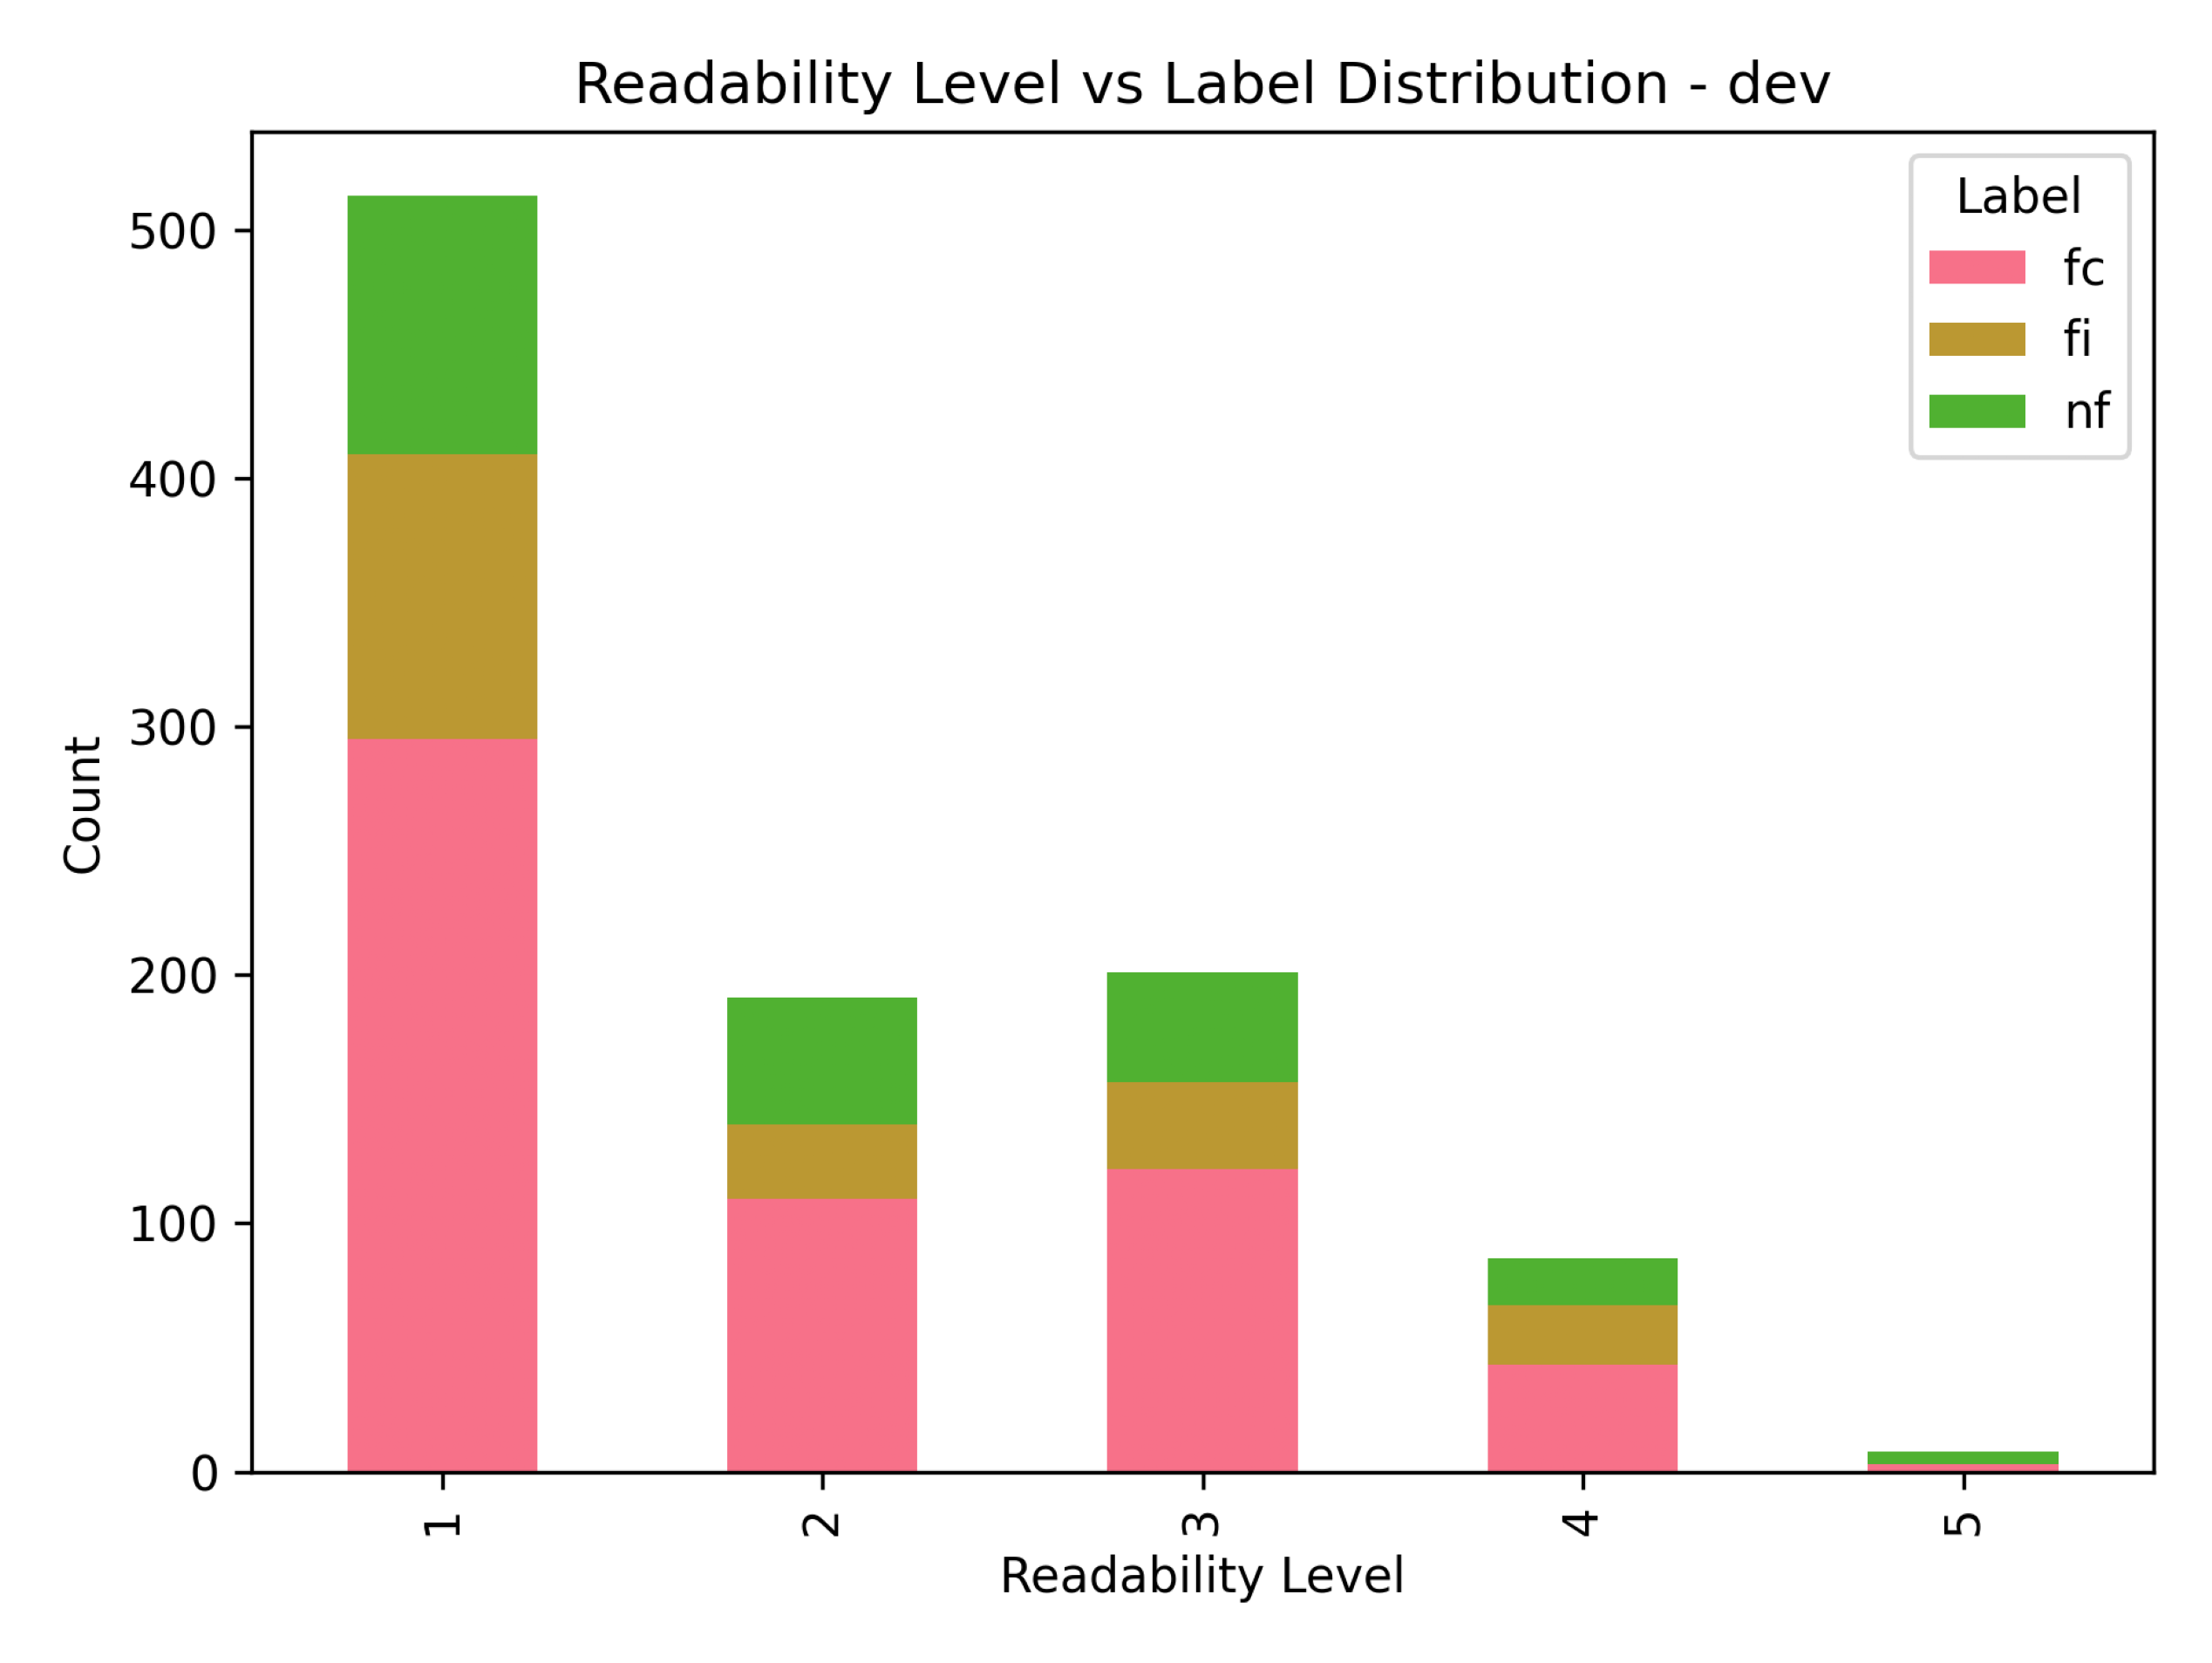 Readability Level vs Label Distribution - dev
Label
fc
fi
nf
Count
500
400
300
200
100
0
1
2
3
4
5
Readability Level